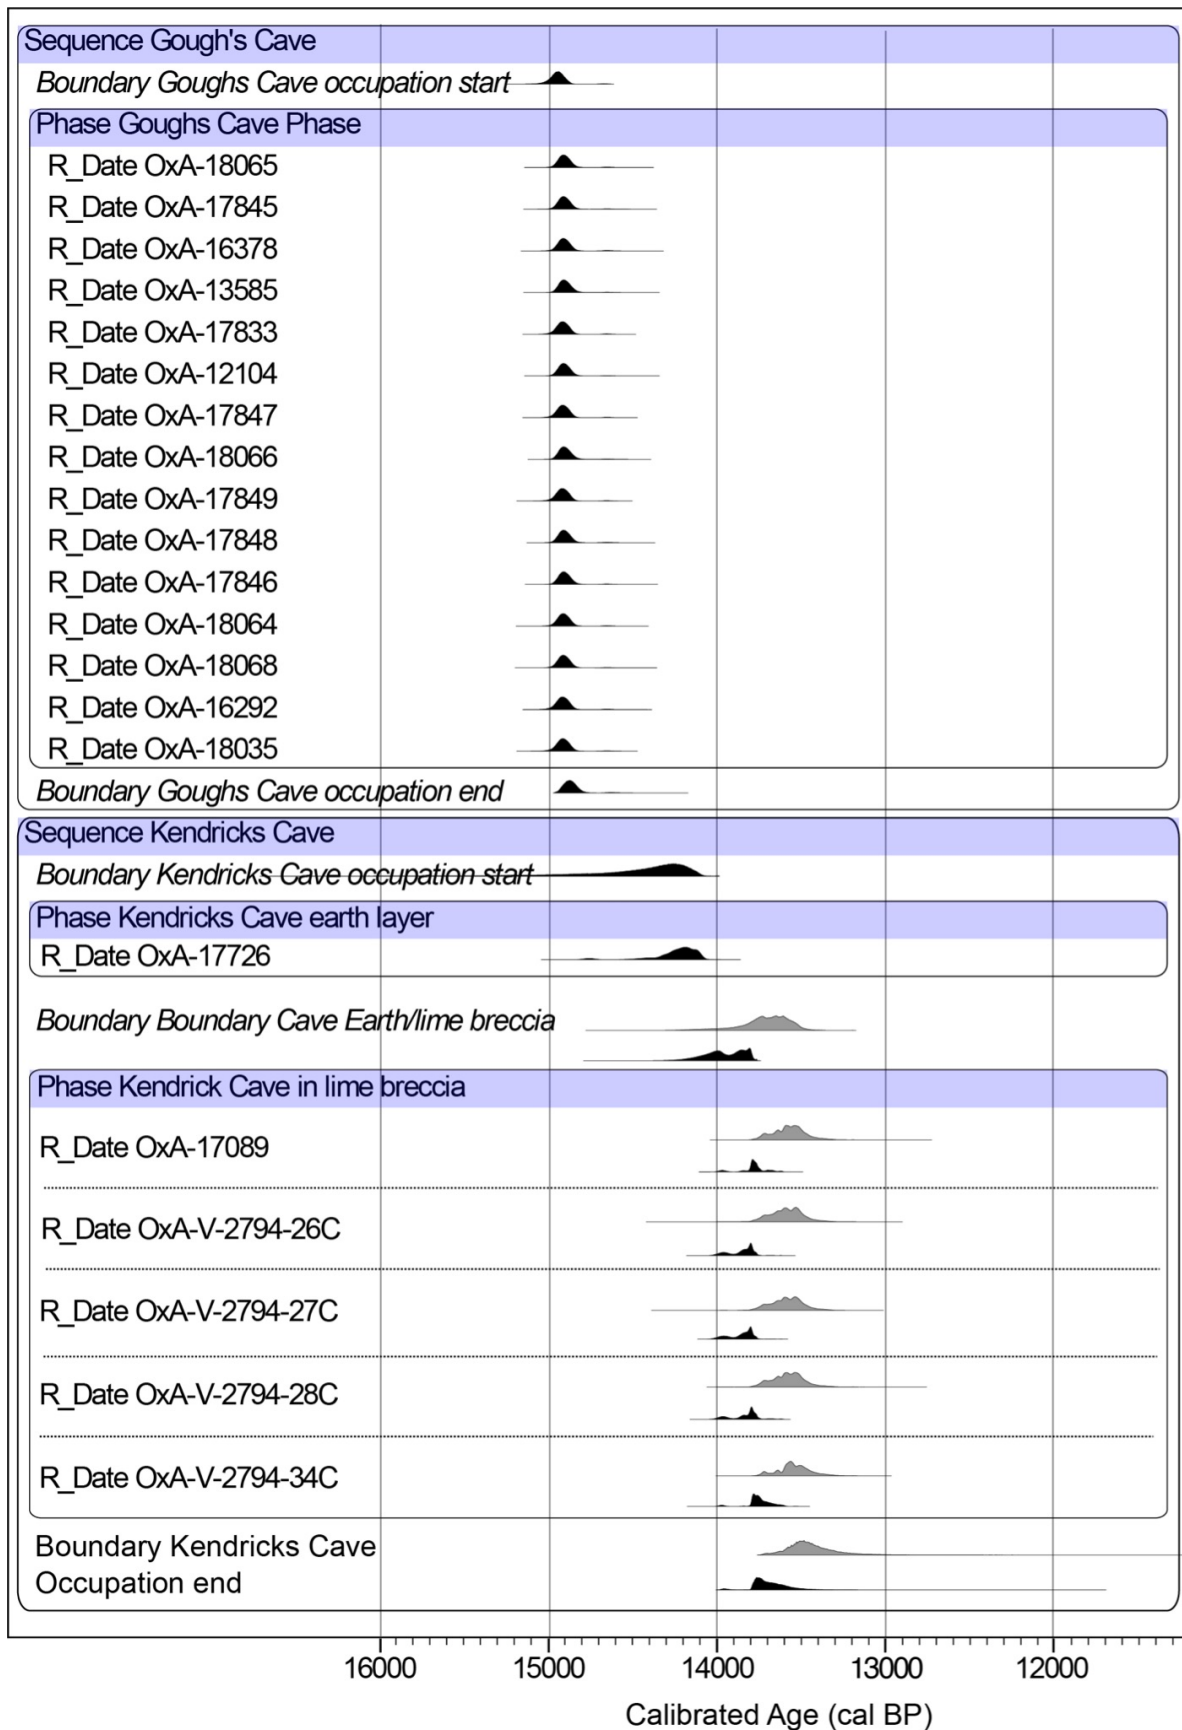 Sequence Gough's Cave
Boundary Goughs Cave occupation start
Phase Goughs Cave Phase
R_Date OxA-18065
R_Date OxA-17845
R_Date OxA-16378
R_Date OxA-13585
R_Date OxA-17833
R_Date OxA-12104
R_Date OxA-17847
R_Date OxA-18066
R_Date OxA-17849
R_Date OxA-17848
R_Date OxA-17846
R_Date OxA-18064
R_Date OxA-18068
R_Date OxA-16292
R_Date OxA-18035
Boundary Goughs Cave occupation end
Sequence Kendricks Cave
Boundary Kendricks Cave occupation start
Phase Kendricks Cave earth layer
R_Date OxA-17726
Boundary Boundary Cave Earth/lime breccia
Phase Kendrick Cave in lime breccia
R_Date OxA-17089
R_Date OxA-V-2794-26C
R_Date OxA-V-2794-27C
R_Date OxA-V-2794-28C
R_Date OxA-V-2794-34C
Boundary Kendricks Cave
Occupation end
16000 15000 14000 13000 12000
Calibrated Age (cal BP)